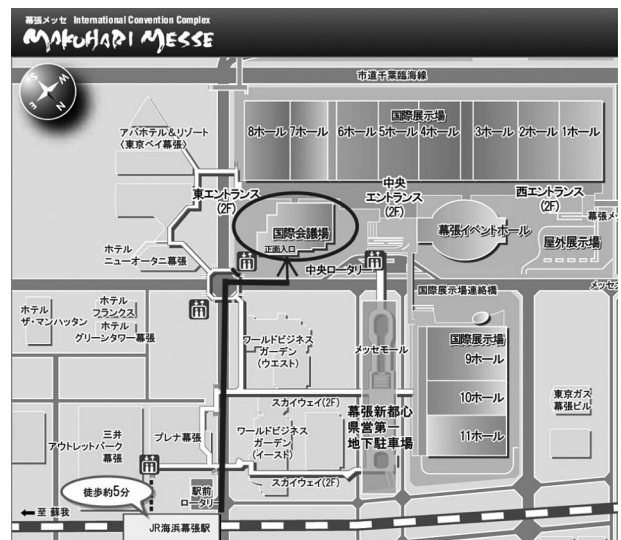 幕張メッセ International Convention Complex
MAKUHARI MESSE
市道千葉臨海線
S
W
E
N
アパホテル&リゾート
〈東京ベイ幕張〉
国際展示場
8ホール
7ホール
6ホール
5ホール
4ホール
3ホール
2ホール
1ホール
東エントランス
(2F)
中央
エントランス
(2F)
西エントランス
(2F)
国際会議場
正面入口
幕張イベントホール
屋外展示場
幕張メ
ホテル
ニューオータニ幕張
中央ロータリー
国際展示場連絡橋
メッセ
ホテル
ザ・マンハッタン
ホテル
フランクス
ホテル
グリーンタワー幕張
ワールドビジネス
ガーデン
(ウエスト)
メッセモール
国際展示場
9ホール
10ホール
11ホール
東京ガス
幕張ビル
スカイウェイ(2F)
幕張新都心
県営第一
地下駐車場
三井
アウトレットパーク
幕張
プレナ幕張
ワールドビジネス
ガーデン
(イースト)
スカイウェイ(2F)
徒歩約5分
駅前
ロータリー
至 蘇我
JR海浜幕張駅